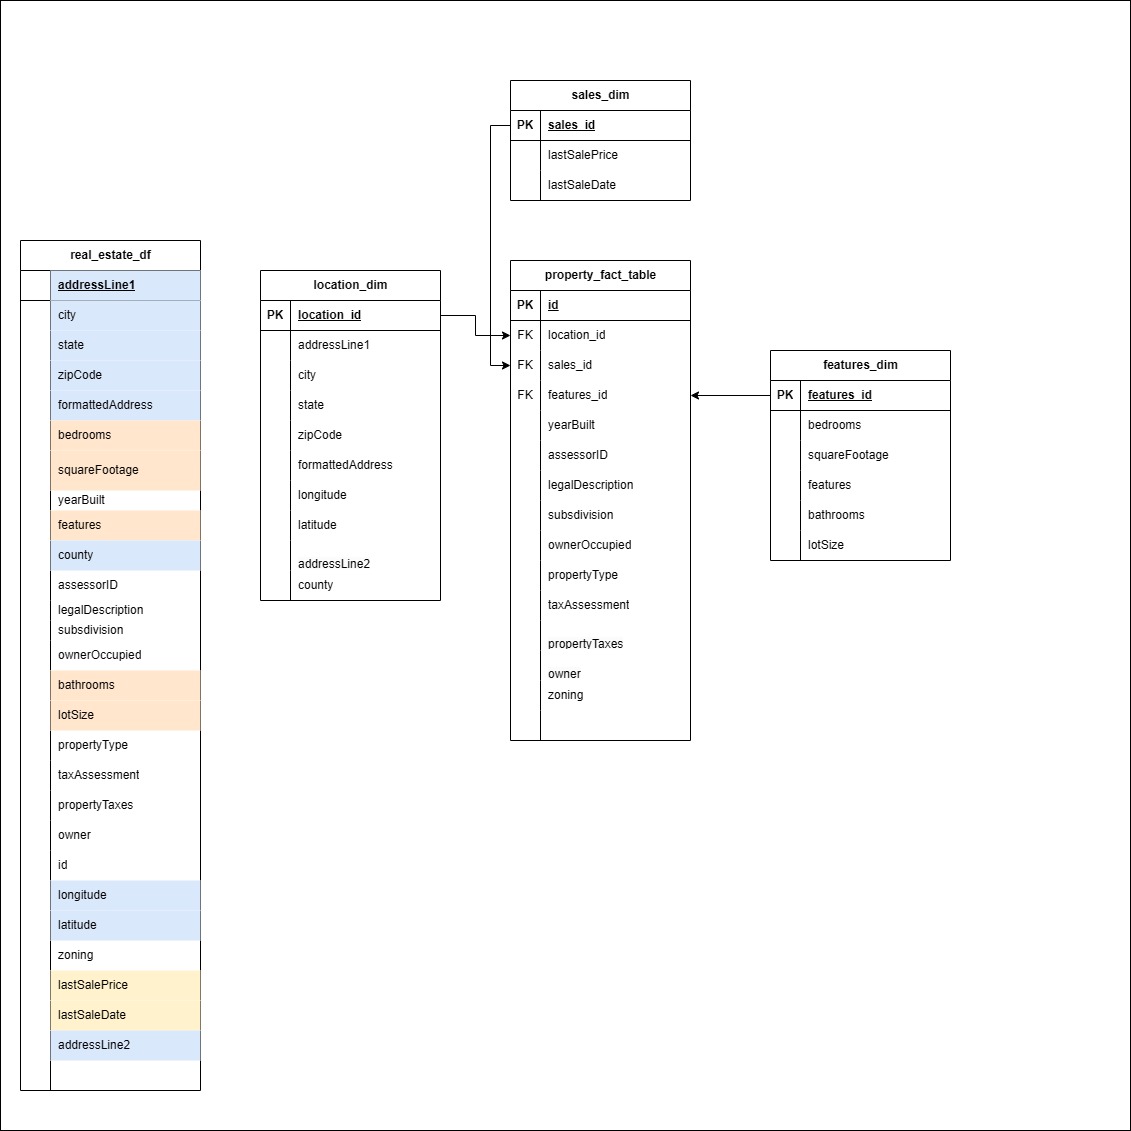 sales_dim
PK sales_id
lastSalePrice
lastSaleDate
real_estate_df
addressLine1
city
state
zipCode
formattedAddress
bedrooms
squareFootage
yearBuilt
features
county
assessorID
legalDescription
subsdivision
ownerOccupied
bathrooms
lotSize
propertyType
taxAssessment
propertyTaxes
owner
id
longitude
latitude
zoning
lastSalePrice
lastSaleDate
addressLine2
location_dim
PK location_id
addressLine1
city
state
zipCode
formattedAddress
longitude
latitude
addressLine2
county
property_fact_table
PK id
FK location_id
FK sales_id
FK features_id
yearBuilt
assessorID
legalDescription
subsdivision
ownerOccupied
propertyType
taxAssessment
propertyTaxes
owner
zoning
features_dim
PK features_id
bedrooms
squareFootage
features
bathrooms
lotSize